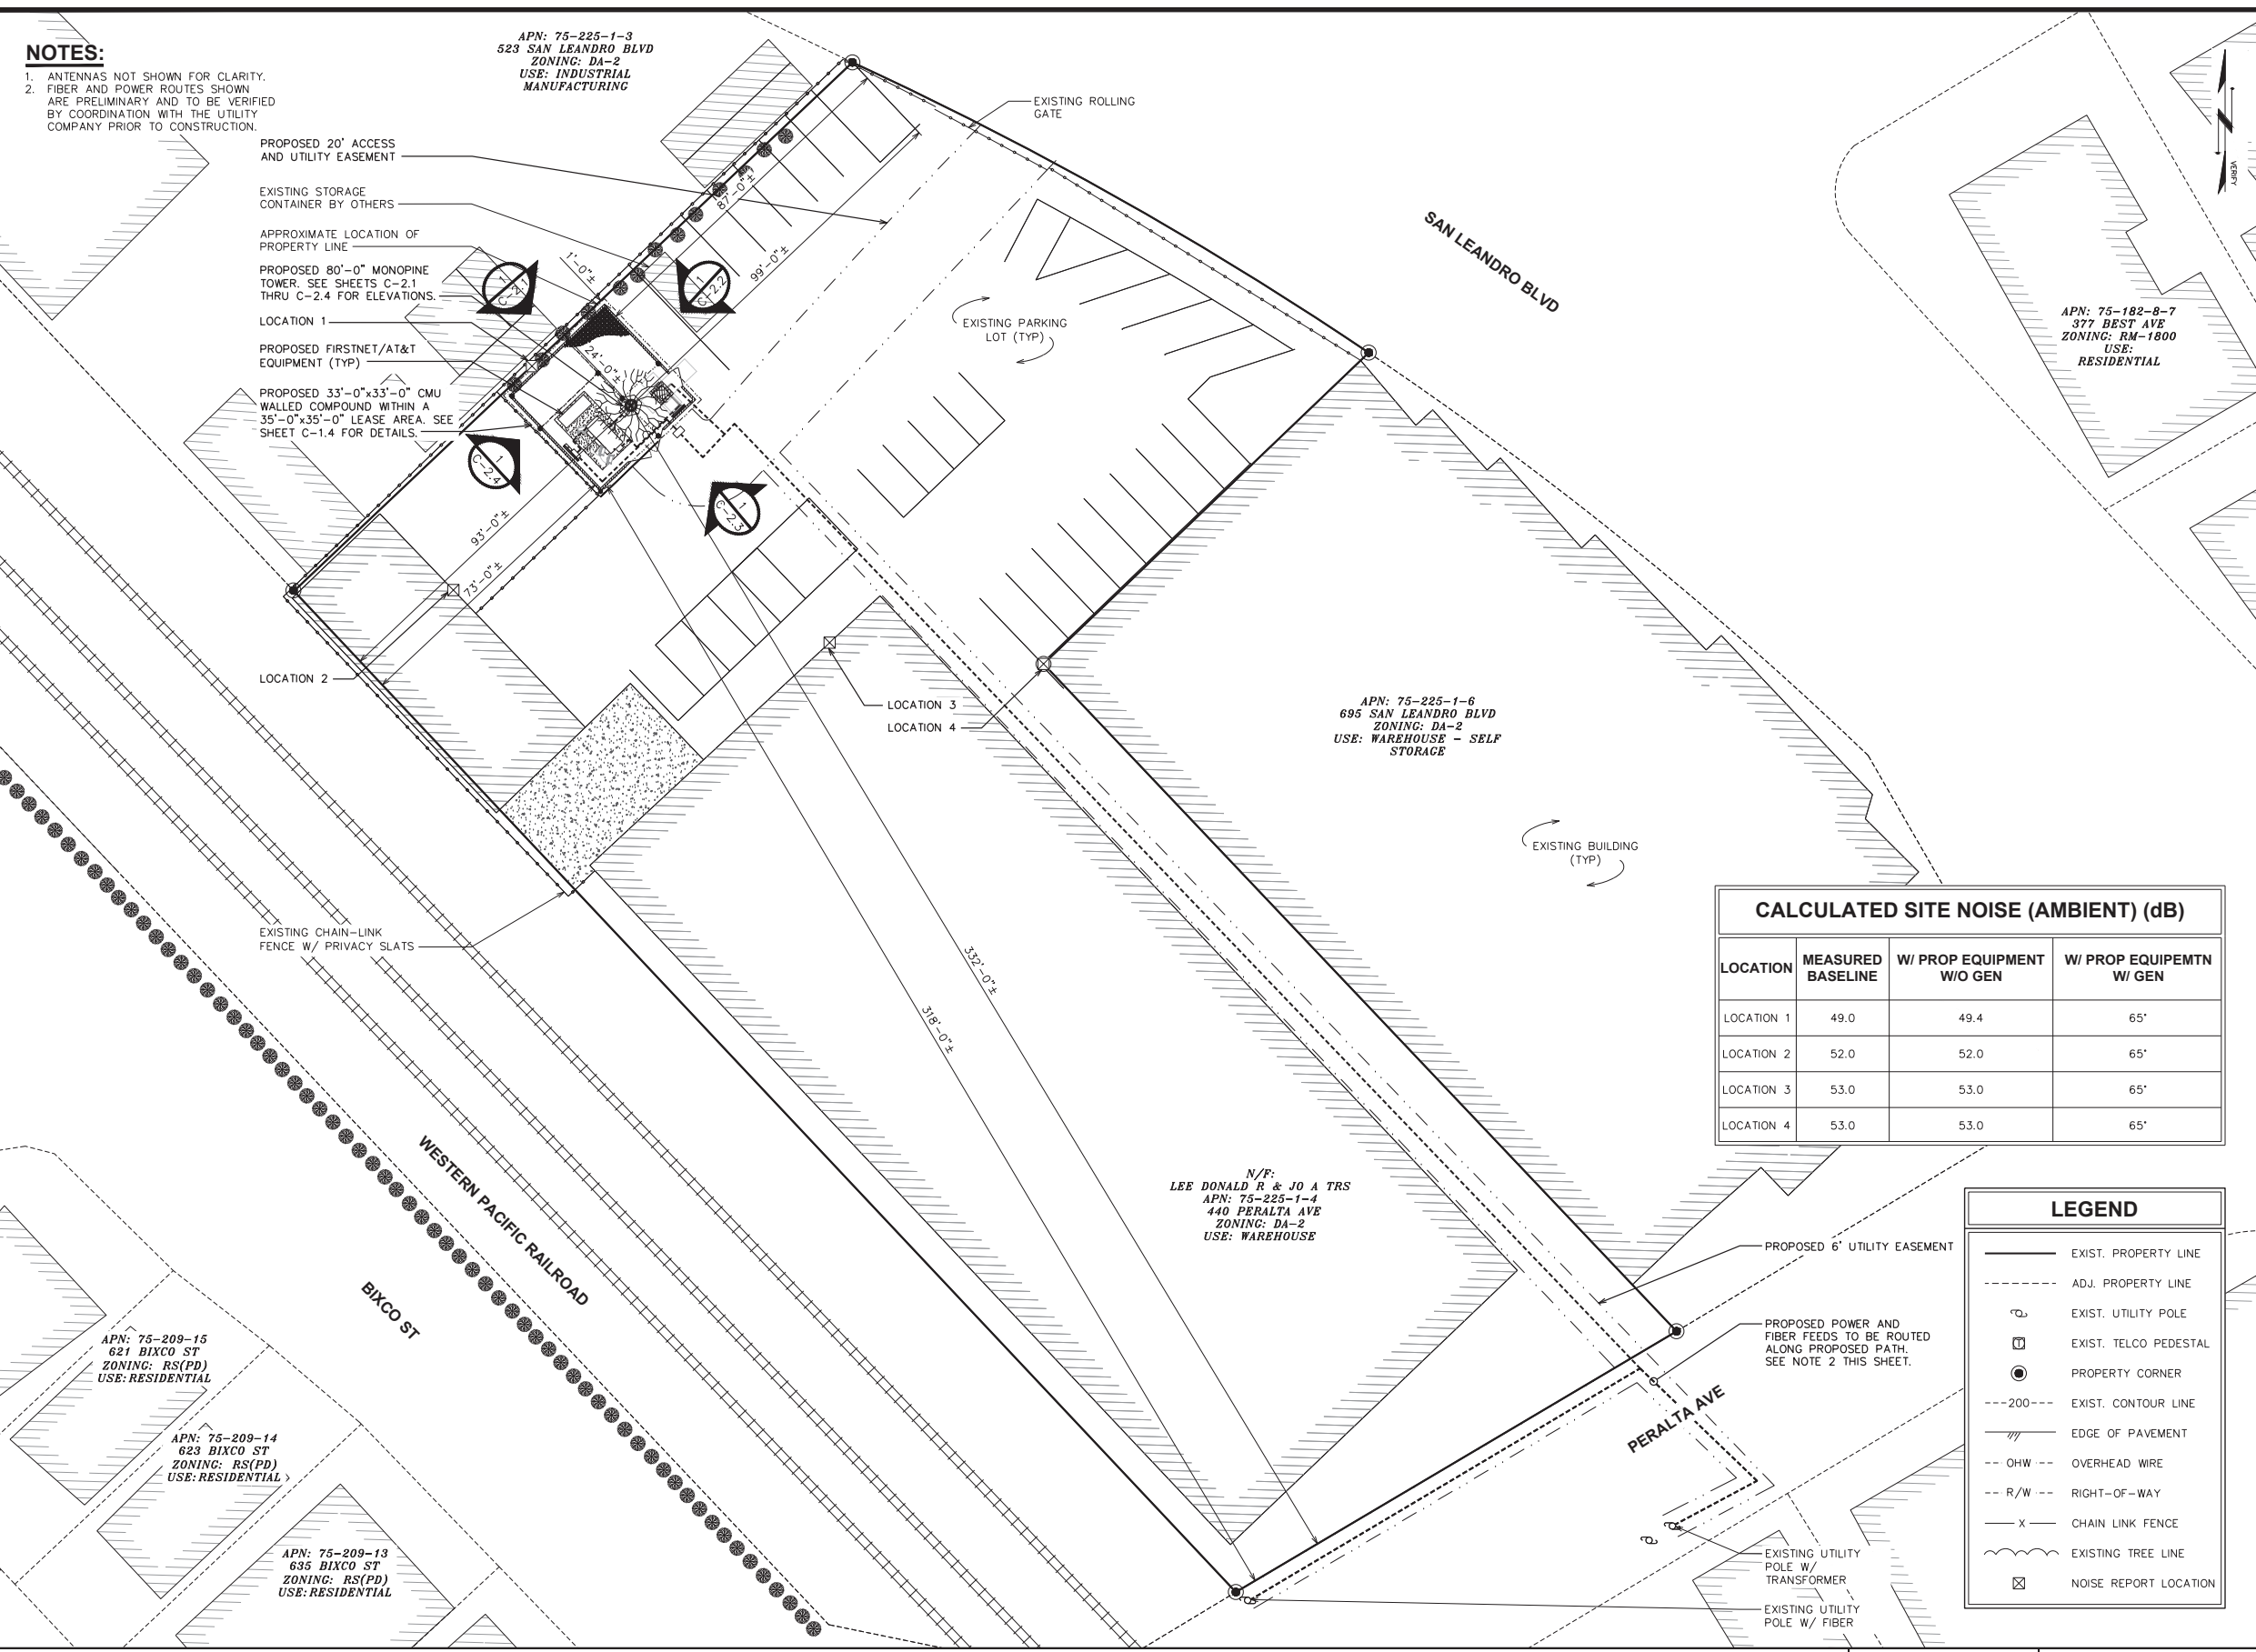 NOTES:
1. ANTENNAS NOT SHOWN FOR CLARITY.
2. FIBER AND POWER ROUTES SHOWN
ARE PRELIMINARY AND TO BE VERIFIED
BY COORDINATION WITH THE UTILITY
COMPANY PRIOR TO CONSTRUCTION.
APN: 75-225-1-3
523 SAN LEANDRO BLVD
ZONING: DA-2
USE: INDUSTRIAL
MANUFACTURING
EXISTING ROLLING
GATE
VERIFY
PROPOSED 20' ACCESS
AND UTILITY EASEMENT
EXISTING STORAGE
CONTAINER BY OTHERS
APPROXIMATE LOCATION OF
PROPERTY LINE
PROPOSED 80'-0" MONOPINE
TOWER. SEE SHEETS C-2.1
THRU C-2.4 FOR ELEVATIONS.
LOCATION 1
PROPOSED FIRSTNET/AT&T
EQUIPMENT (TYP)
PROPOSED 33'-0"x33'-0" CMU
WALLED COMPOUND WITHIN A
35'-0"x35'-0" LEASE AREA. SEE
SHEET C-1.4 FOR DETAILS.
87'-0"±
99'-0"±
1'-0"±
24'-0"±
1
C-2.1
1
C-2.2
1
C-2.4
1
C-2.3
93'-0"±
73'-0"±
EXISTING PARKING
LOT (TYP)
SAN LEANDRO BLVD
APN: 75-182-8-7
377 BEST AVE
ZONING: RM-1800
USE:
RESIDENTIAL
LOCATION 2
LOCATION 3
LOCATION 4
APN: 75-225-1-6
695 SAN LEANDRO BLVD
ZONING: DA-2
USE: WAREHOUSE - SELF
STORAGE
EXISTING BUILDING
(TYP)
EXISTING CHAIN-LINK
FENCE W/ PRIVACY SLATS
332'-0"±
318'-0"±
CALCULATED SITE NOISE (AMBIENT) (dB)
LOCATION MEASURED BASELINE W/ PROP EQUIPMENT W/O GEN W/ PROP EQUIPEMTN W/ GEN
LOCATION 1 49.0 49.4 65*
LOCATION 2 52.0 52.0 65*
LOCATION 3 53.0 53.0 65*
LOCATION 4 53.0 53.0 65*
WESTERN PACIFIC RAILROAD
BIXCO ST
N/F:
LEE DONALD R & JO A TRS
APN: 75-225-1-4
440 PERALTA AVE
ZONING: DA-2
USE: WAREHOUSE
PROPOSED 6' UTILITY EASEMENT
PROPOSED POWER AND
FIBER FEEDS TO BE ROUTED
ALONG PROPOSED PATH.
SEE NOTE 2 THIS SHEET.
PERALTA AVE
EXISTING UTILITY
POLE W/
TRANSFORMER
EXISTING UTILITY
POLE W/ FIBER
APN: 75-209-15
621 BIXCO ST
ZONING: RS(PD)
USE:RESIDENTIAL
APN: 75-209-14
623 BIXCO ST
ZONING: RS(PD)
USE:RESIDENTIAL
APN: 75-209-13
635 BIXCO ST
ZONING: RS(PD)
USE:RESIDENTIAL
LEGEND
EXIST. PROPERTY LINE
ADJ. PROPERTY LINE
EXIST. UTILITY POLE
T EXIST. TELCO PEDESTAL
PROPERTY CORNER
200 EXIST. CONTOUR LINE
EDGE OF PAVEMENT
OHW OVERHEAD WIRE
R/W RIGHT-OF-WAY
X CHAIN LINK FENCE
EXISTING TREE LINE
NOISE REPORT LOCATION